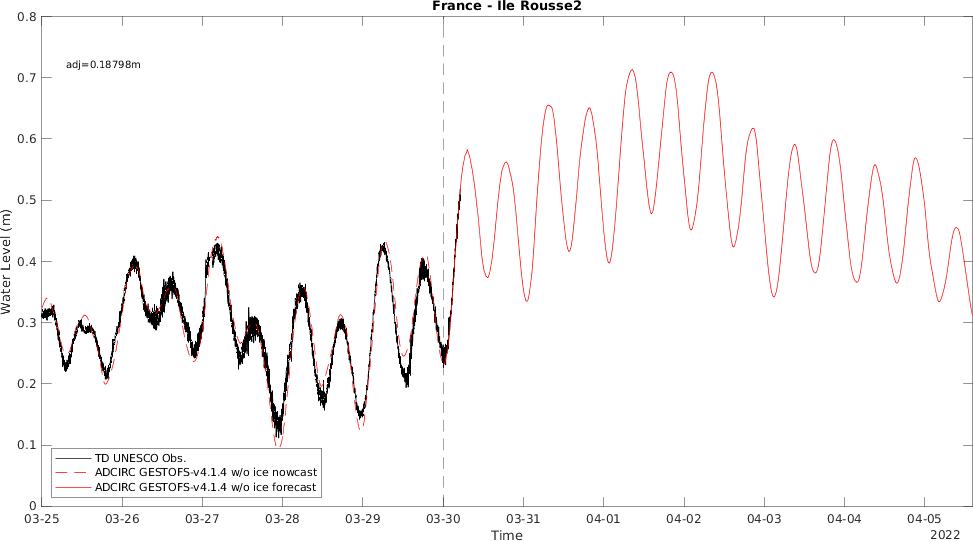 France - Ile Rousse2
adj=0.18798m
Water Level (m)
0.8
0.7
0.6
0.5
0.4
0.3
0.2
0.1
0
TD UNESCO Obs.
ADCIRC GESTOFS-v4.1.4 w/o ice nowcast
ADCIRC GESTOFS-v4.1.4 w/o ice forecast
03-25 03-26 03-27 03-28 03-29 03-30 03-31 04-01 04-02 04-03 04-04 04-05
2022
Time